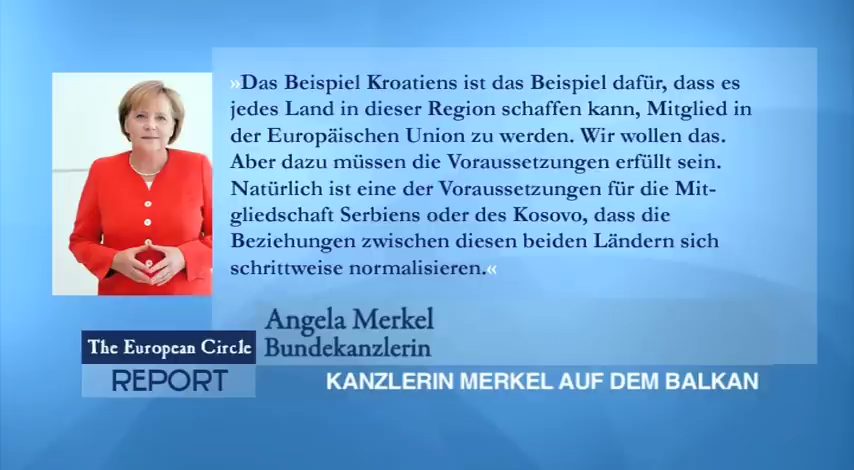 »Das Beispiel Kroatiens ist das Beispiel dafür, dass es
jedes Land in dieser Region schaffen kann, Mitglied in
der Europäischen Union zu werden. Wir wollen das.
Aber dazu müssen die Voraussetzungen erfüllt sein.
Natürlich ist eine der Voraussetzungen für die Mit-
gliedschaft Serbiens oder des Kosovo, dass die
Beziehungen zwischen diesen beiden Ländern sich
schrittweise normalisieren.«
Angela Merkel
Bundekanzlerin
The European Circle
REPORT
KANZLERIN MERKEL AUF DEM BALKAN